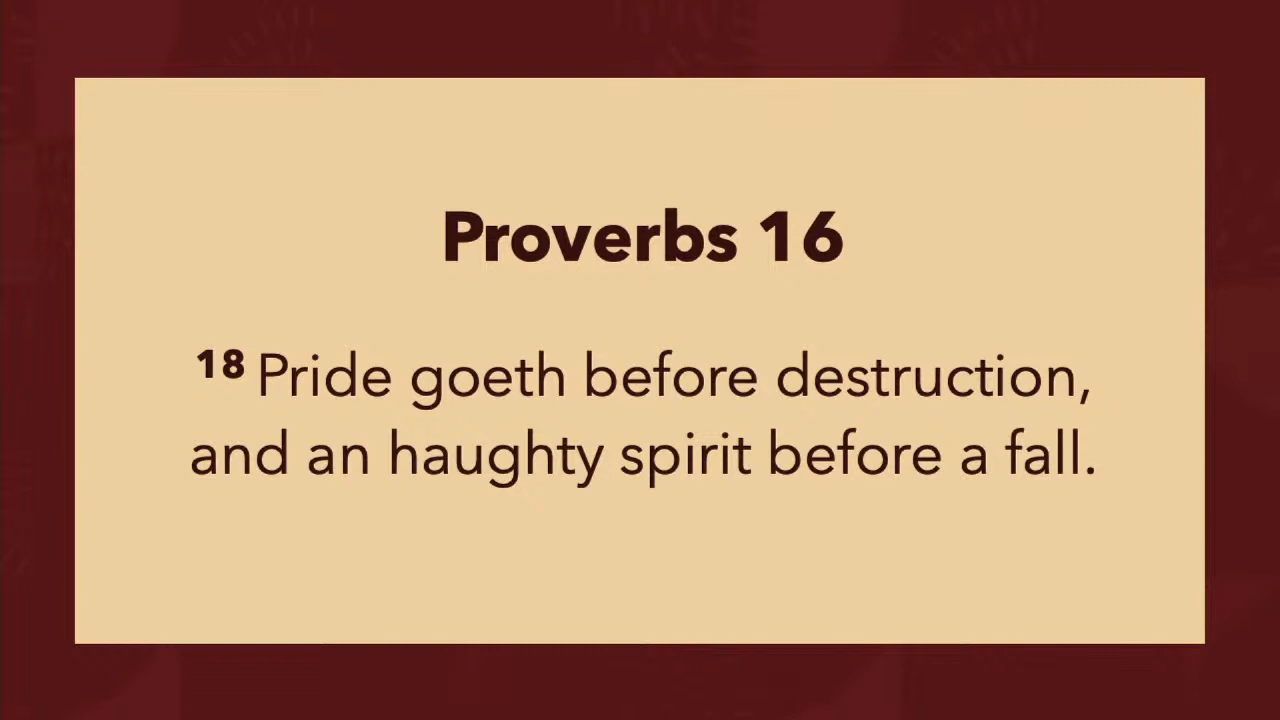 Proverbs 16
18 Pride goeth before destruction,
and an haughty spirit before a fall.